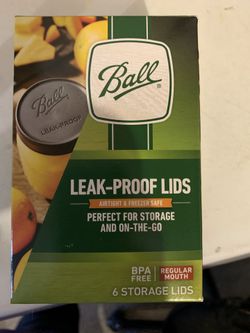 Ball®
Ball
LEAK-PROOF
LEAK-PROOF LIDS
AIRTIGHT & FREEZER SAFE
PERFECT FOR STORAGE
AND ON-THE-GO
BPA FREE
REGULAR MOUTH
6 STORAGE LIDS